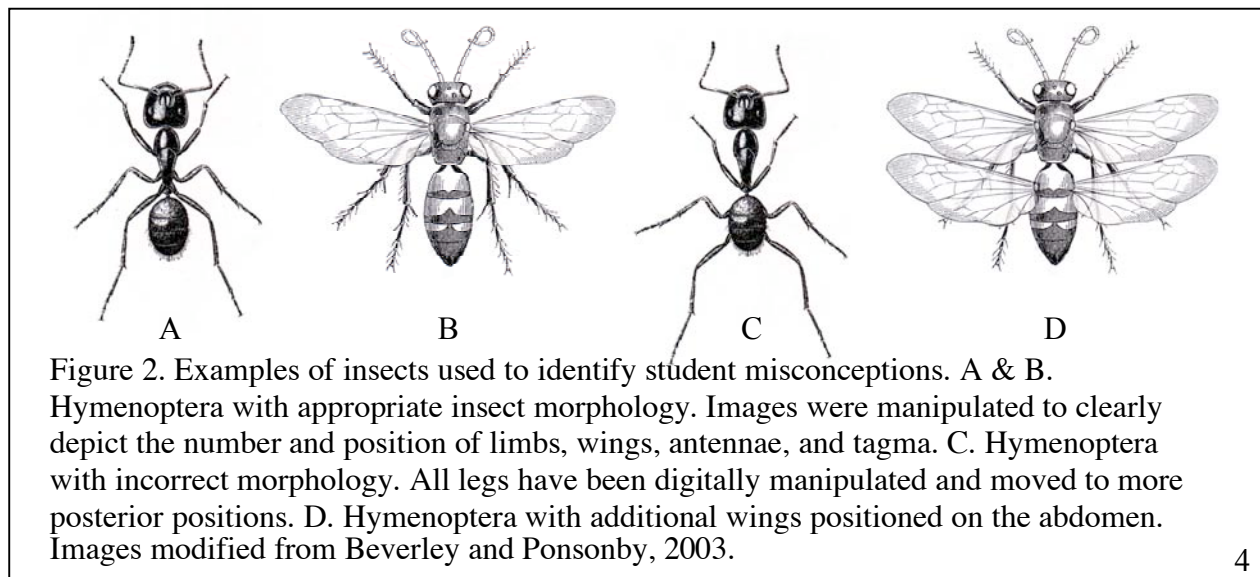 A B C D
Figure 2. Examples of insects used to identify student misconceptions. A & B.
Hymenoptera with appropriate insect morphology. Images were manipulated to clearly
depict the number and position of limbs, wings, antennae, and tagma. C. Hymenoptera
with incorrect morphology. All legs have been digitally manipulated and moved to more
posterior positions. D. Hymenoptera with additional wings positioned on the abdomen.
Images modified from Beverley and Ponsonby, 2003.
4